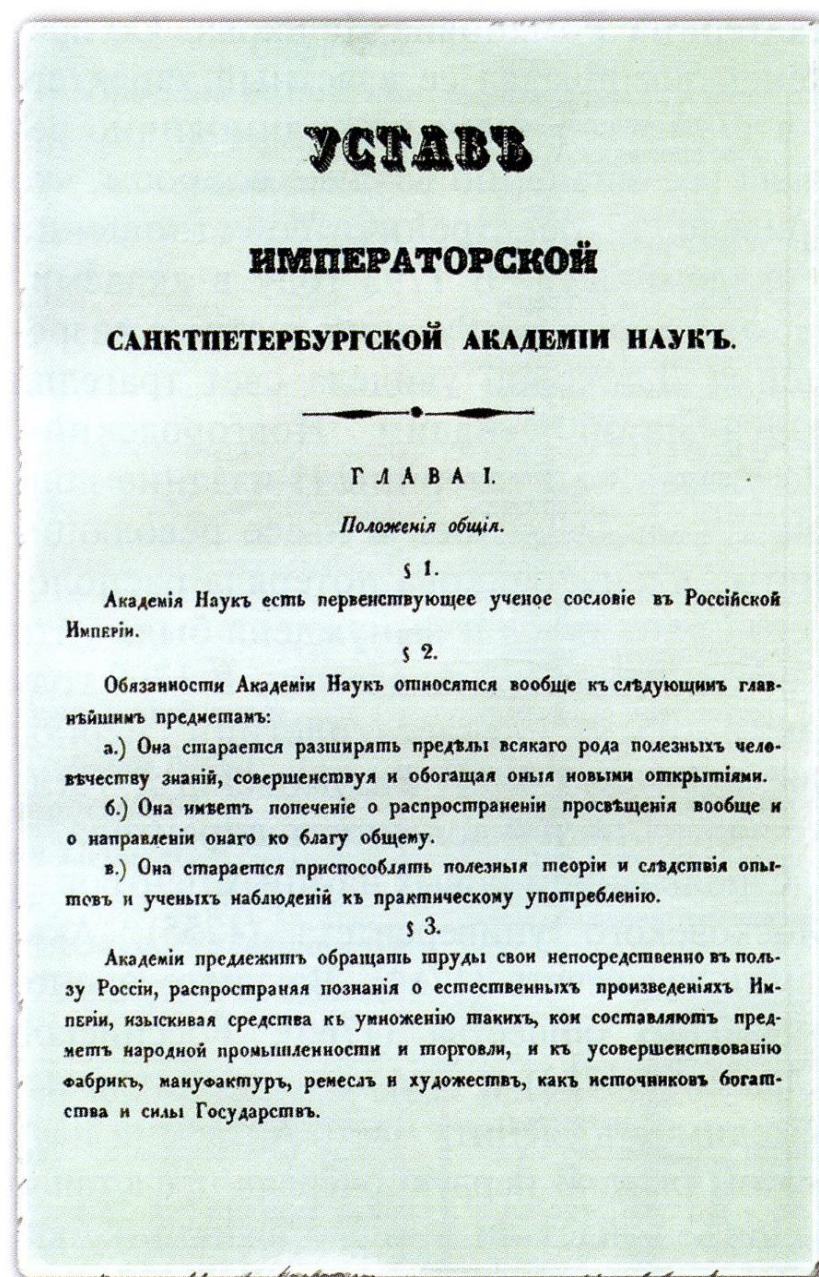 УСТАВЪ
ИМПЕРАТОРСКОЙ
САНКТПЕТЕРБУРГСКОЙ АКАДЕМІИ НАУКЪ.
ГЛАВА I.
Положенія общія.
§ 1.
Академія Наукъ есть первенствующее ученое сословіе въ Россійской
Имперіи.
§ 2.
Обязанности Академіи Наукъ относятся вообще къ слѣдующимъ глав-
нѣйшимъ предметамъ:
а.) Она старается разширять предѣлы всякаго рода полезныхъ чело-
вѣчеству знаній, совершенствуя и обогащая оныя новыми открытіями.
б.) Она имѣетъ попеченіе о распространеніи просвѣщенія вообще и
о направленіи онаго ко благу общему.
в.) Она старается приспособлять полезныя теоріи и слѣдствія опы-
товъ и ученыхъ наблюденій къ практическому употребленію.
§ 3.
Академіи предлежитъ обращать труды свои непосредственно въ поль-
зу Россіи, распространяя познанія о естественныхъ произведеніяхъ Им-
періи, изыскивая средства къ умноженію такихъ, кои составляютъ пред-
метъ народной промышленности и торговли, и къ усовершенствованію
фабрикъ, мануфактуръ, ремеслъ и художествъ, какъ источниковъ богат-
ства и силы Государствъ.